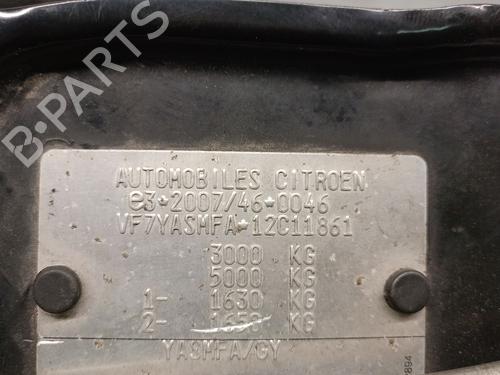 B-PARTS
AUTOMOBILES CITROEN
e3*2007/46*0046
VF7YASMFA*12C11861
3000 KG
5000 KG
1- 1630 KG
2- 1650 KG
YASMFA/GY